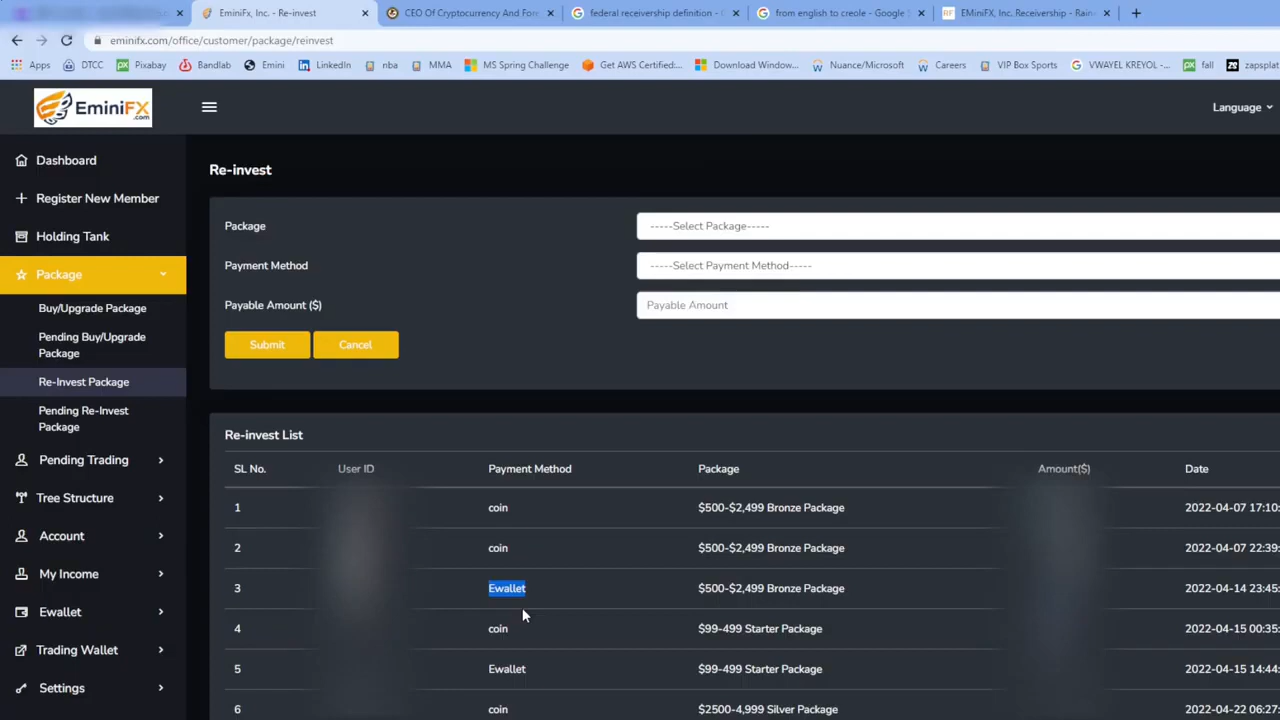 EminiFx, Inc. - Re-invest
CEO Of Cryptocurrency And Fore
federal receivership definition - G
from english to creole - Google S
EMiniFX, Inc. Receivership - Rain
eminifx.com/office/customer/package/reinvest
Apps DTCC Pixabay Bandlab Emini LinkedIn nba MMA MS Spring Challenge Get AWS Certified:... Download Window... Nuance/Microsoft Careers VIP Box Sports VWAYEL KREYOL -... fall zapsplat
EminiFX.com
Language
Dashboard
Register New Member
Holding Tank
Package
Buy/Upgrade Package
Pending Buy/Upgrade
Package
Re-Invest Package
Pending Re-Invest
Package
Pending Trading
Tree Structure
Account
My Income
Ewallet
Trading Wallet
Settings
Re-invest
Package -----Select Package-----
Payment Method -----Select Payment Method-----
Payable Amount ($) Payable Amount
Submit Cancel
Re-invest List
SL No. User ID Payment Method Package Amount($) Date
1 coin $500-$2,499 Bronze Package 2022-04-07 17:10:
2 coin $500-$2,499 Bronze Package 2022-04-07 22:39:
3 Ewallet $500-$2,499 Bronze Package 2022-04-14 23:45:
4 coin $99-499 Starter Package 2022-04-15 00:35:
5 Ewallet $99-499 Starter Package 2022-04-15 14:44:
6 coin $2500-4,999 Silver Package 2022-04-22 06:27: